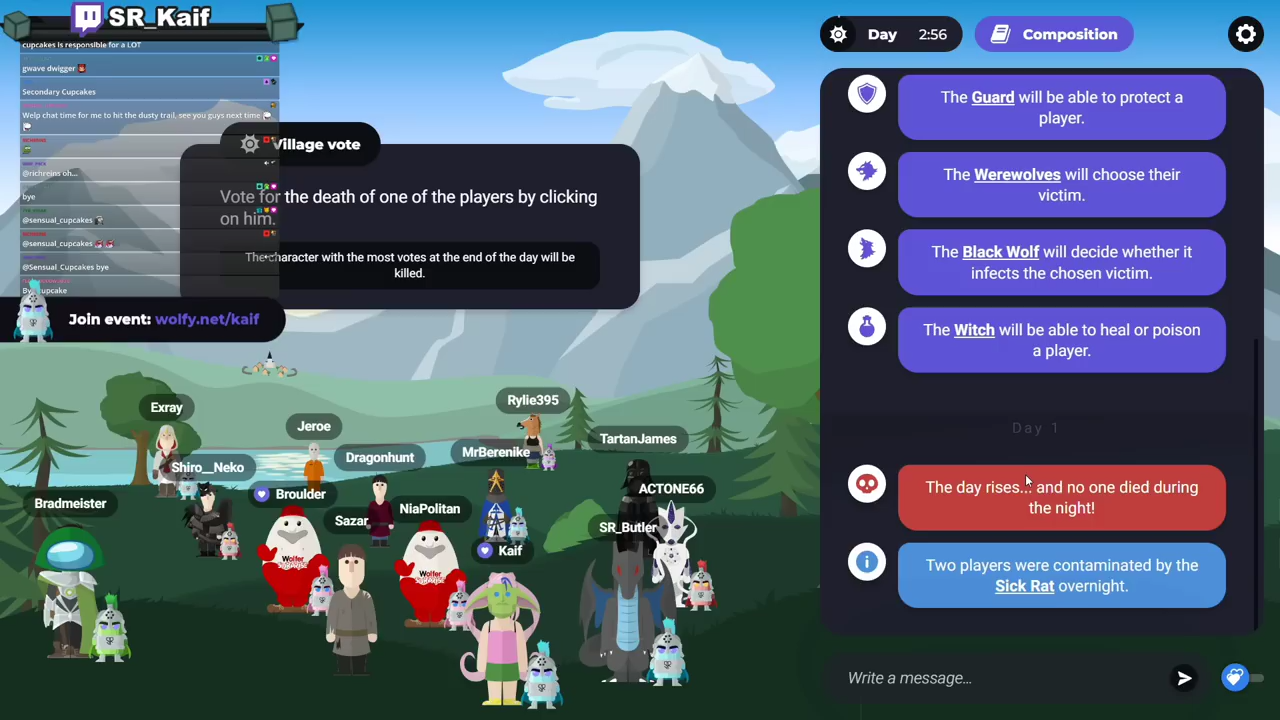 SR_Kaif
cupcakes is responsible for a LOT
gwave dwigger
Secondary Cupcakes
Welp chat time for me to hit the dusty trail, see you guys next time
@richreins oh...
bye
@sensual_cupcakes
@sensual_cupcakes
@Sensual_Cupcakes bye
Village vote
Vote for the death of one of the players by clicking
on him.
The character with the most votes at the end of the day will be
killed.
Join event: wolfy.net/kaif
Exray
Jeroe
Rylie395
Shiro__Neko
Dragonhunt
MrBerenike
TartanJames
Bradmeister
Broulder
Sazar
NiaPolitan
ACTONE66
SR_Butler
Kaif
Day 2:56
Composition
The Guard will be able to protect a
player.
The Werewolves will choose their
victim.
The Black Wolf will decide whether it
infects the chosen victim.
The Witch will be able to heal or poison
a player.
Day 1
The day rises... and no one died during
the night!
Two players were contaminated by the
Sick Rat overnight.
Write a message...